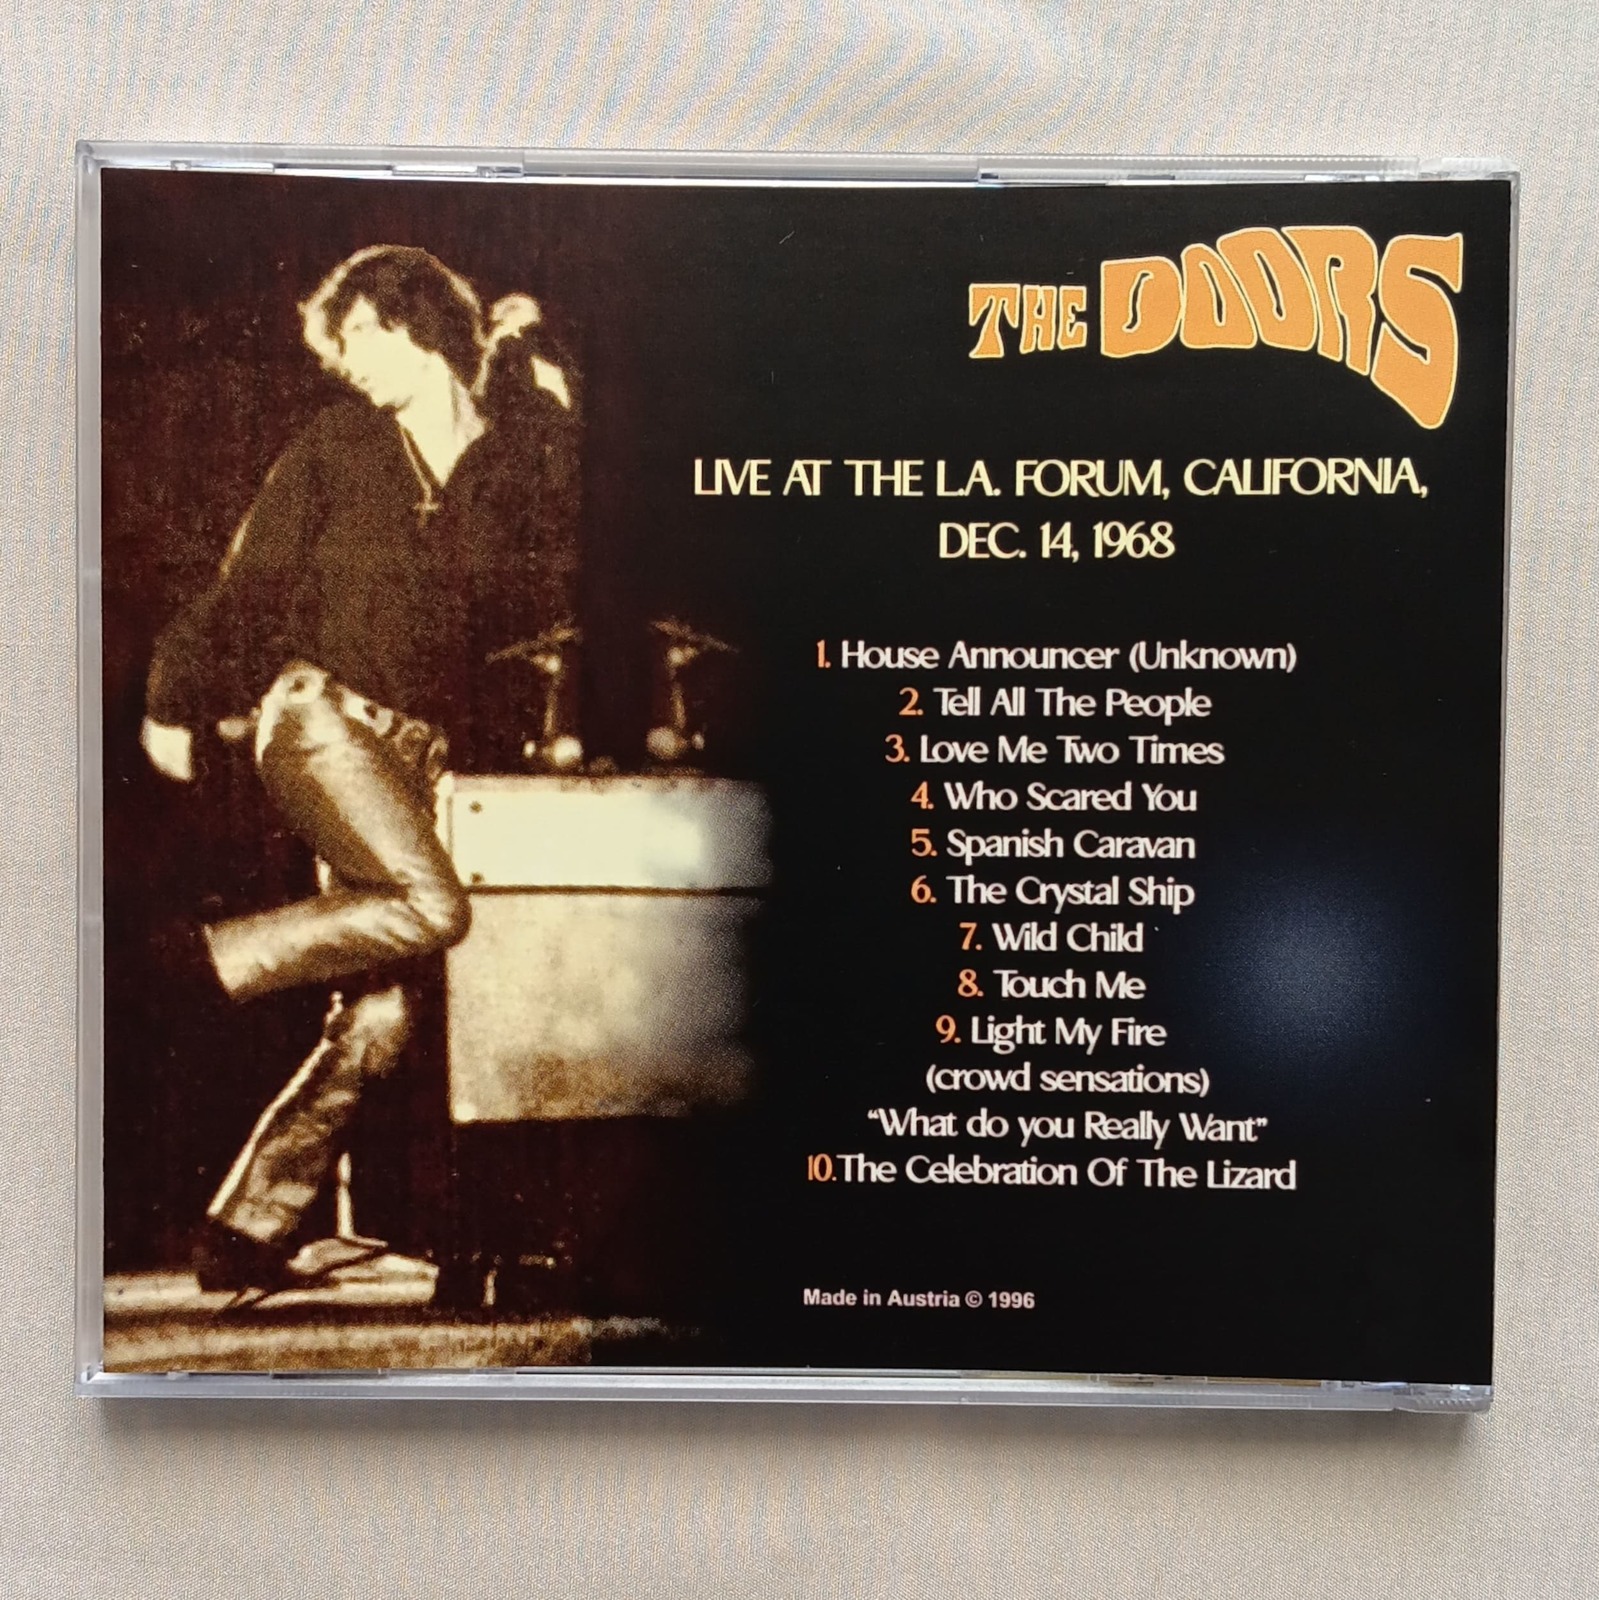 THE DOORS
LIVE AT THE L.A. FORUM, CALIFORNIA,
DEC. 14, 1968
1. House Announcer (Unknown)
2. Tell All The People
3. Love Me Two Times
4. Who Scared You
5. Spanish Caravan
6. The Crystal Ship
7. Wild Child
8. Touch Me
9. Light My Fire
(crowd sensations)
“What do you Really Want”
10.The Celebration Of The Lizard
Made in Austria © 1996